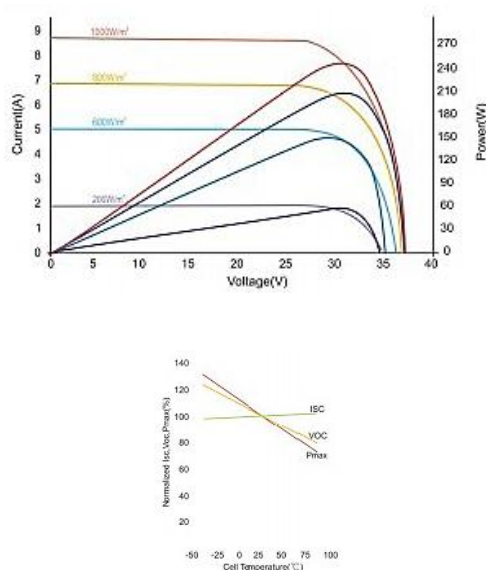 Current(A)
9
8
7
6
5
4
3
2
1
0
1000W/m²
800W/m²
600W/m²
200W/m²
270
240
210
180
150
120
90
60
30
0
Power(W)
0 5 10 15 20 25 30 35 40
Voltage(V)
Normalized Isc,Voc,Pmax(%)
140
120
100
80
60
40
20
ISC
VOC
Pmax
-50 -25 0 25 50 75 100
Cell Temperature(℃)